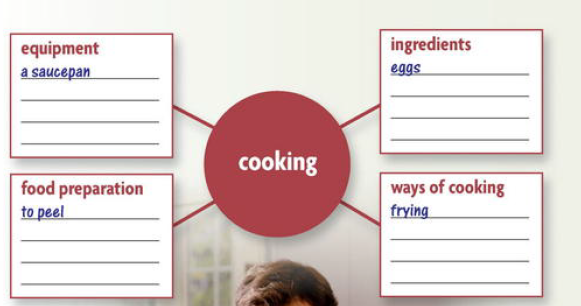 equipment
a saucepan
ingredients
eggs
cooking
food preparation
to peel
ways of cooking
frying